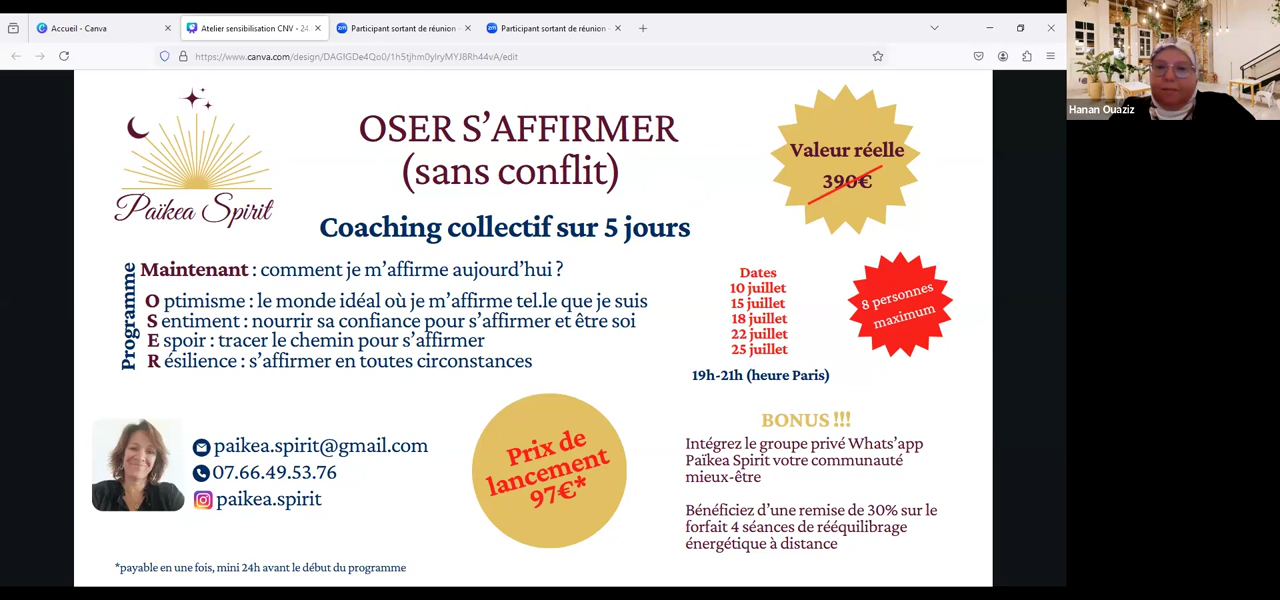 Accueil - Canva
Atelier sensibilisation CNV - 24
Participant sortant de réunion -
Participant sortant de réunion -
https://www.canva.com/design/
Hanan Ouaziz
Païkea Spirit
OSER S’AFFIRMER
(sans conflit)
Coaching collectif sur 5 jours
Valeur réelle
390€
Programme
Maintenant : comment je m’affirme aujourd’hui ?
O ptimisme : le monde idéal où je m’affirme tel.le que je suis
S entiment : nourrir sa confiance pour s’affirmer et être soi
E spoir : tracer le chemin pour s’affirmer
R ésilience : s’affirmer en toutes circonstances
Dates
10 juillet
15 juillet
18 juillet
22 juillet
25 juillet
19h-21h (heure Paris)
8 personnes
maximum
paikea.spirit@gmail.com
07.66.49.53.76
paikea.spirit
Prix de
lancement
97€*
BONUS !!!
Intégrez le groupe privé Whats’app
Païkea Spirit votre communauté
mieux-être
Bénéficiez d’une remise de 30% sur le
forfait 4 séances de rééquilibrage
énergétique à distance
*payable en une fois, mini 24h avant le début du programme